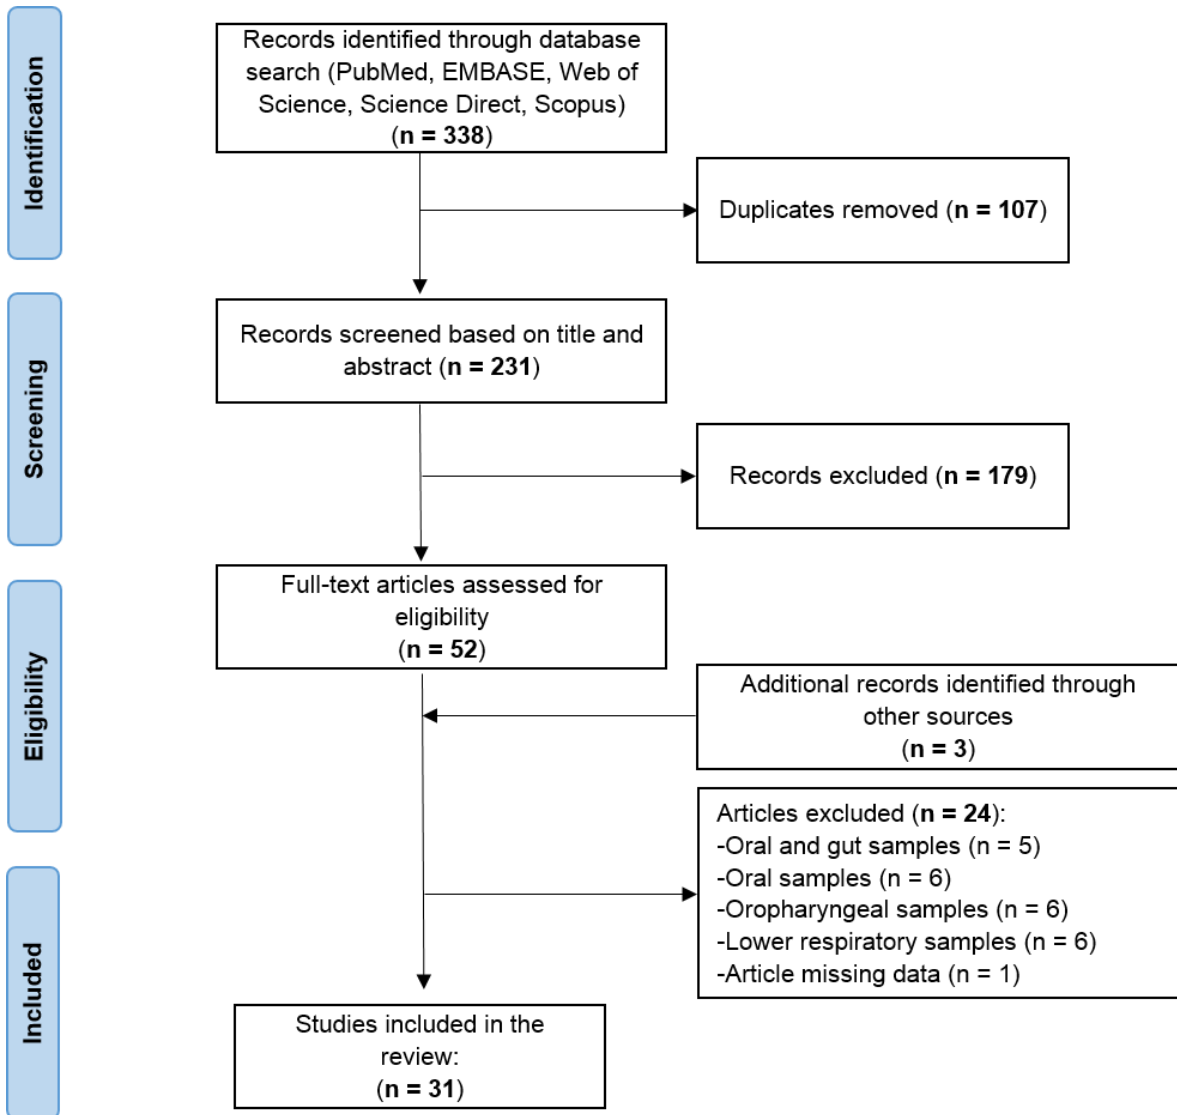 Identification
Records identified through database
search (PubMed, EMBASE, Web of
Science, Science Direct, Scopus)
(n = 338)
Duplicates removed (n = 107)
Screening
Records screened based on title and
abstract (n = 231)
Records excluded (n = 179)
Eligibility
Full-text articles assessed for
eligibility
(n = 52)
Additional records identified through
other sources
(n = 3)
Articles excluded (n = 24):
-Oral and gut samples (n = 5)
-Oral samples (n = 6)
-Oropharyngeal samples (n = 6)
-Lower respiratory samples (n = 6)
-Article missing data (n = 1)
Included
Studies included in the
review:
(n = 31)